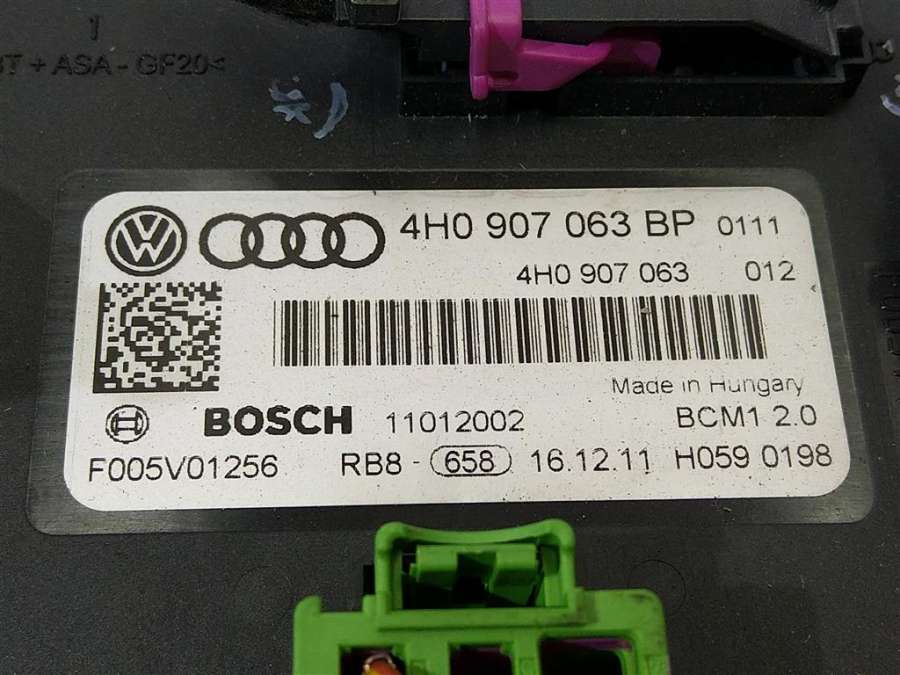 1
T + ASA - GF20<
4H0 907 063 BP 0111
4H0 907 063 012
Made in Hungary
BOSCH 11012002 BCM1 2.0
F005V01256 RB8 - 658 16.12.11 H059 0198